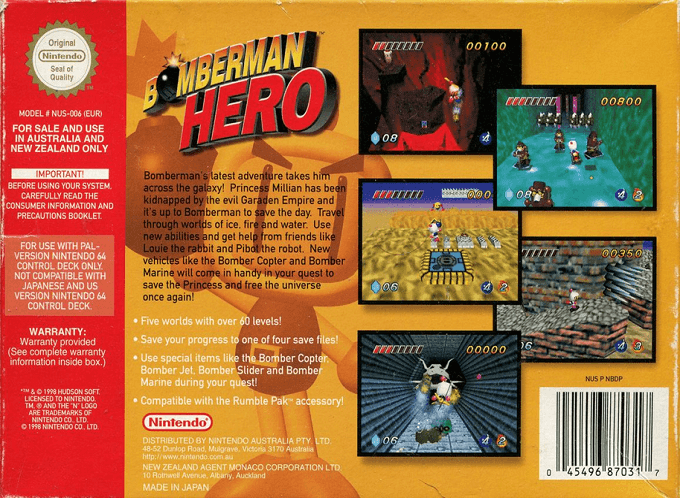 Original
Nintendo
Seal of
Quality
MODEL # NUS-006 (EUR)
FOR SALE AND USE
IN AUSTRALIA AND
NEW ZEALAND ONLY
IMPORTANT!
BEFORE USING YOUR SYSTEM.
CAREFULLY READ THE
CONSUMER INFORMATION AND
PRECAUTIONS BOOKLET.
FOR USE WITH PAL-
VERSION NINTENDO 64
CONTROL DECK ONLY.
NOT COMPATIBLE WITH
JAPANESE AND US
VERSION NINTENDO 64
CONTROL DECK.
WARRANTY:
Warranty provided
(See complete warranty
information inside box.)
™ & © 1998 HUDSON SOFT.
LICENSED TO NINTENDO.
TM, ® AND THE "N" LOGO
ARE TRADEMARKS OF
NINTENDO CO., LTD.
© 1998 NINTENDO CO., LTD.
BOMBERMAN
HERO
Bomberman's latest adventure takes him
across the galaxy! Princess Millian has been
kidnapped by the evil Garaden Empire and
it's up to Bomberman to save the day. Travel
through worlds of ice, fire and water. Use
new abilities and get help from friends like
Louie the rabbit and Pibot the robot. New
vehicles like the Bomber Copter and Bomber
Marine will come in handy in your quest to
save the Princess and free the universe
once again!
• Five worlds with over 60 levels!
• Save your progress to one of four save files!
• Use special items like the Bomber Copter,
Bomber Jet, Bomber Slider and Bomber
Marine during your quest!
• Compatible with the Rumble Pak™ accessory!
Nintendo
DISTRIBUTED BY NINTENDO AUSTRALIA PTY. LTD.
48-52 Dunlop Road, Mulgrave, Victoria 3170 Australia
http://www.nintendo.com.au
NEW ZEALAND AGENT MONACO CORPORATION LTD.
10 Rothwell Avenue, Albany, Auckland
MADE IN JAPAN
00100
08
4
00800
08
4 2
000
06
4 2
00350
06
4 3
00000
06
4 2
NUS P NBDP
0 45496 87031 7